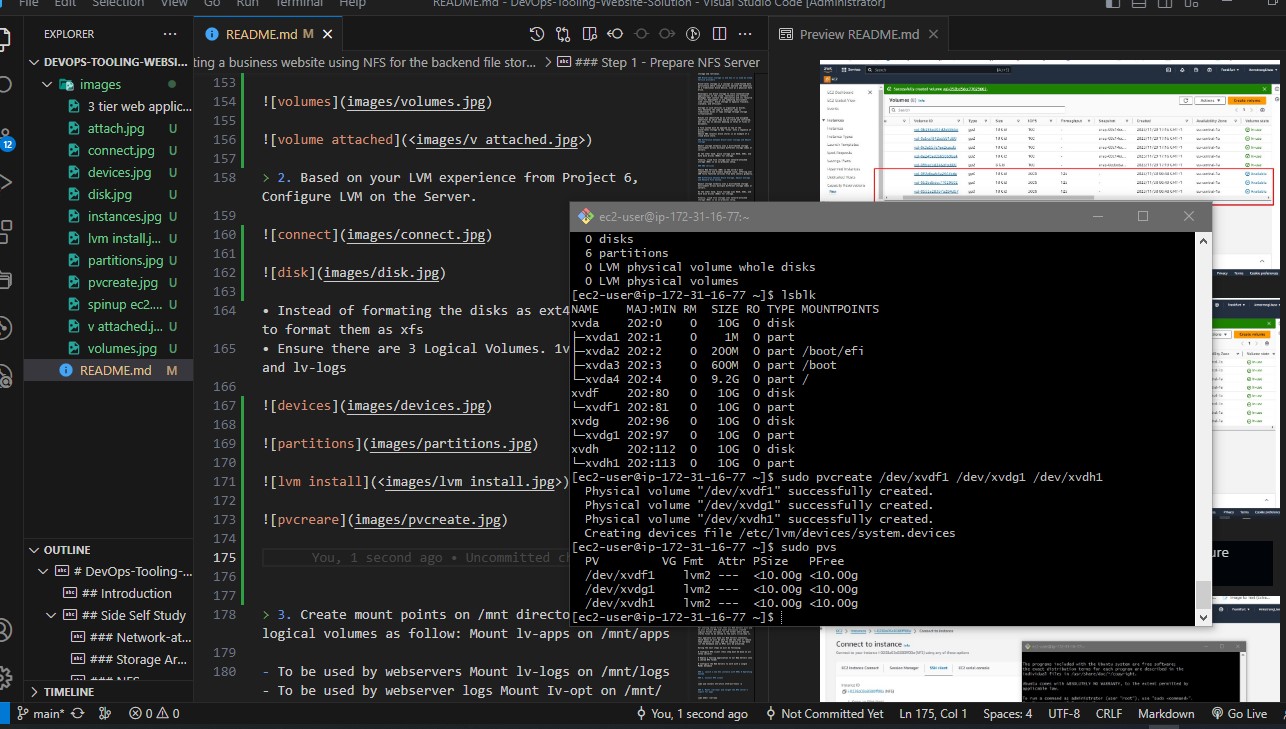 File Edit Selection View Go Run Terminal Help
README.md - DevOps-Tooling-Website-Solution - Visual Studio Code [Administrator]
EXPLORER
DEVOPS-TOOLING-WEBSI...
images
3 tier web applic...
attach.jpg U
connect.jpg U
devices.jpg U
disk.jpg U
instances.jpg U
lvm install.j... U
partitions.jpg U
pvcreate.jpg U
spinup ec2.... U
v attached.j... U
volumes.jpg U
README.md M
12
OUTLINE
# DevOps-Tooling-...
## Introduction
## Side Self Study
### Network-at...
### Storage Ar...
### NFS
TIMELINE
README.md M
ting a business website using NFS for the backend file stor... > ### Step 1 - Prepare NFS Server
153
154 ![volumes](images/volumes.jpg)
155
156 ![volume attached](<images/v attached.jpg>)
157
158 > 2. Based on your LVM experience from Project 6,
Configure LVM on the Server.
159
160 ![connect](images/connect.jpg)
161
162 ![disk](images/disk.jpg)
163
164 • Instead of formating the disks as ext4
to format them as xfs
165 • Ensure there are 3 Logical Volumes. 1v
and lv-logs
166
167 ![devices](images/devices.jpg)
168
169 ![partitions](images/partitions.jpg)
170
171 ![lvm install](<images/lvm install.jpg>)
172
173 ![pvcreare](images/pvcreate.jpg)
174
175 You, 1 second ago • Uncommitted ch
176
177
178 > 3. Create mount points on /mnt dir
logical volumes as follow: Mount lv-apps on /mnt/apps
179
180 - To be used by webservers Mount lv-logs on /mnt/logs
- To be used by webserver logs Mount Iv-opt on /mnt/
ec2-user@ip-172-31-16-77:~
0 disks
6 partitions
0 LVM physical volume whole disks
0 LVM physical volumes
[ec2-user@ip-172-31-16-77 ~]$ lsblk
NAME MAJ:MIN RM SIZE RO TYPE MOUNTPOINTS
xvda 202:0 0 10G 0 disk
├─xvda1 202:1 0 1M 0 part
├─xvda2 202:2 0 200M 0 part /boot/efi
├─xvda3 202:3 0 600M 0 part /boot
└─xvda4 202:4 0 9.2G 0 part /
xvdf 202:80 0 10G 0 disk
└─xvdf1 202:81 0 10G 0 part
xvdg 202:96 0 10G 0 disk
└─xvdg1 202:97 0 10G 0 part
xvdh 202:112 0 10G 0 disk
└─xvdh1 202:113 0 10G 0 part
[ec2-user@ip-172-31-16-77 ~]$ sudo pvcreate /dev/xvdf1 /dev/xvdg1 /dev/xvdh1
Physical volume "/dev/xvdf1" successfully created.
Physical volume "/dev/xvdg1" successfully created.
Physical volume "/dev/xvdh1" successfully created.
Creating devices file /etc/lvm/devices/system.devices
[ec2-user@ip-172-31-16-77 ~]$ sudo pvs
PV VG Fmt Attr PSize PFree
/dev/xvdf1 lvm2 --- <10.00g <10.00g
/dev/xvdg1 lvm2 --- <10.00g <10.00g
/dev/xvdh1 lvm2 --- <10.00g <10.00g
[ec2-user@ip-172-31-16-77 ~]$
Preview README.md
Volumes
Connect to instance
main* 0 0
You, 1 second ago
Not Committed Yet
Ln 175, Col 1
Spaces: 4
UTF-8
CRLF
Markdown
Go Live